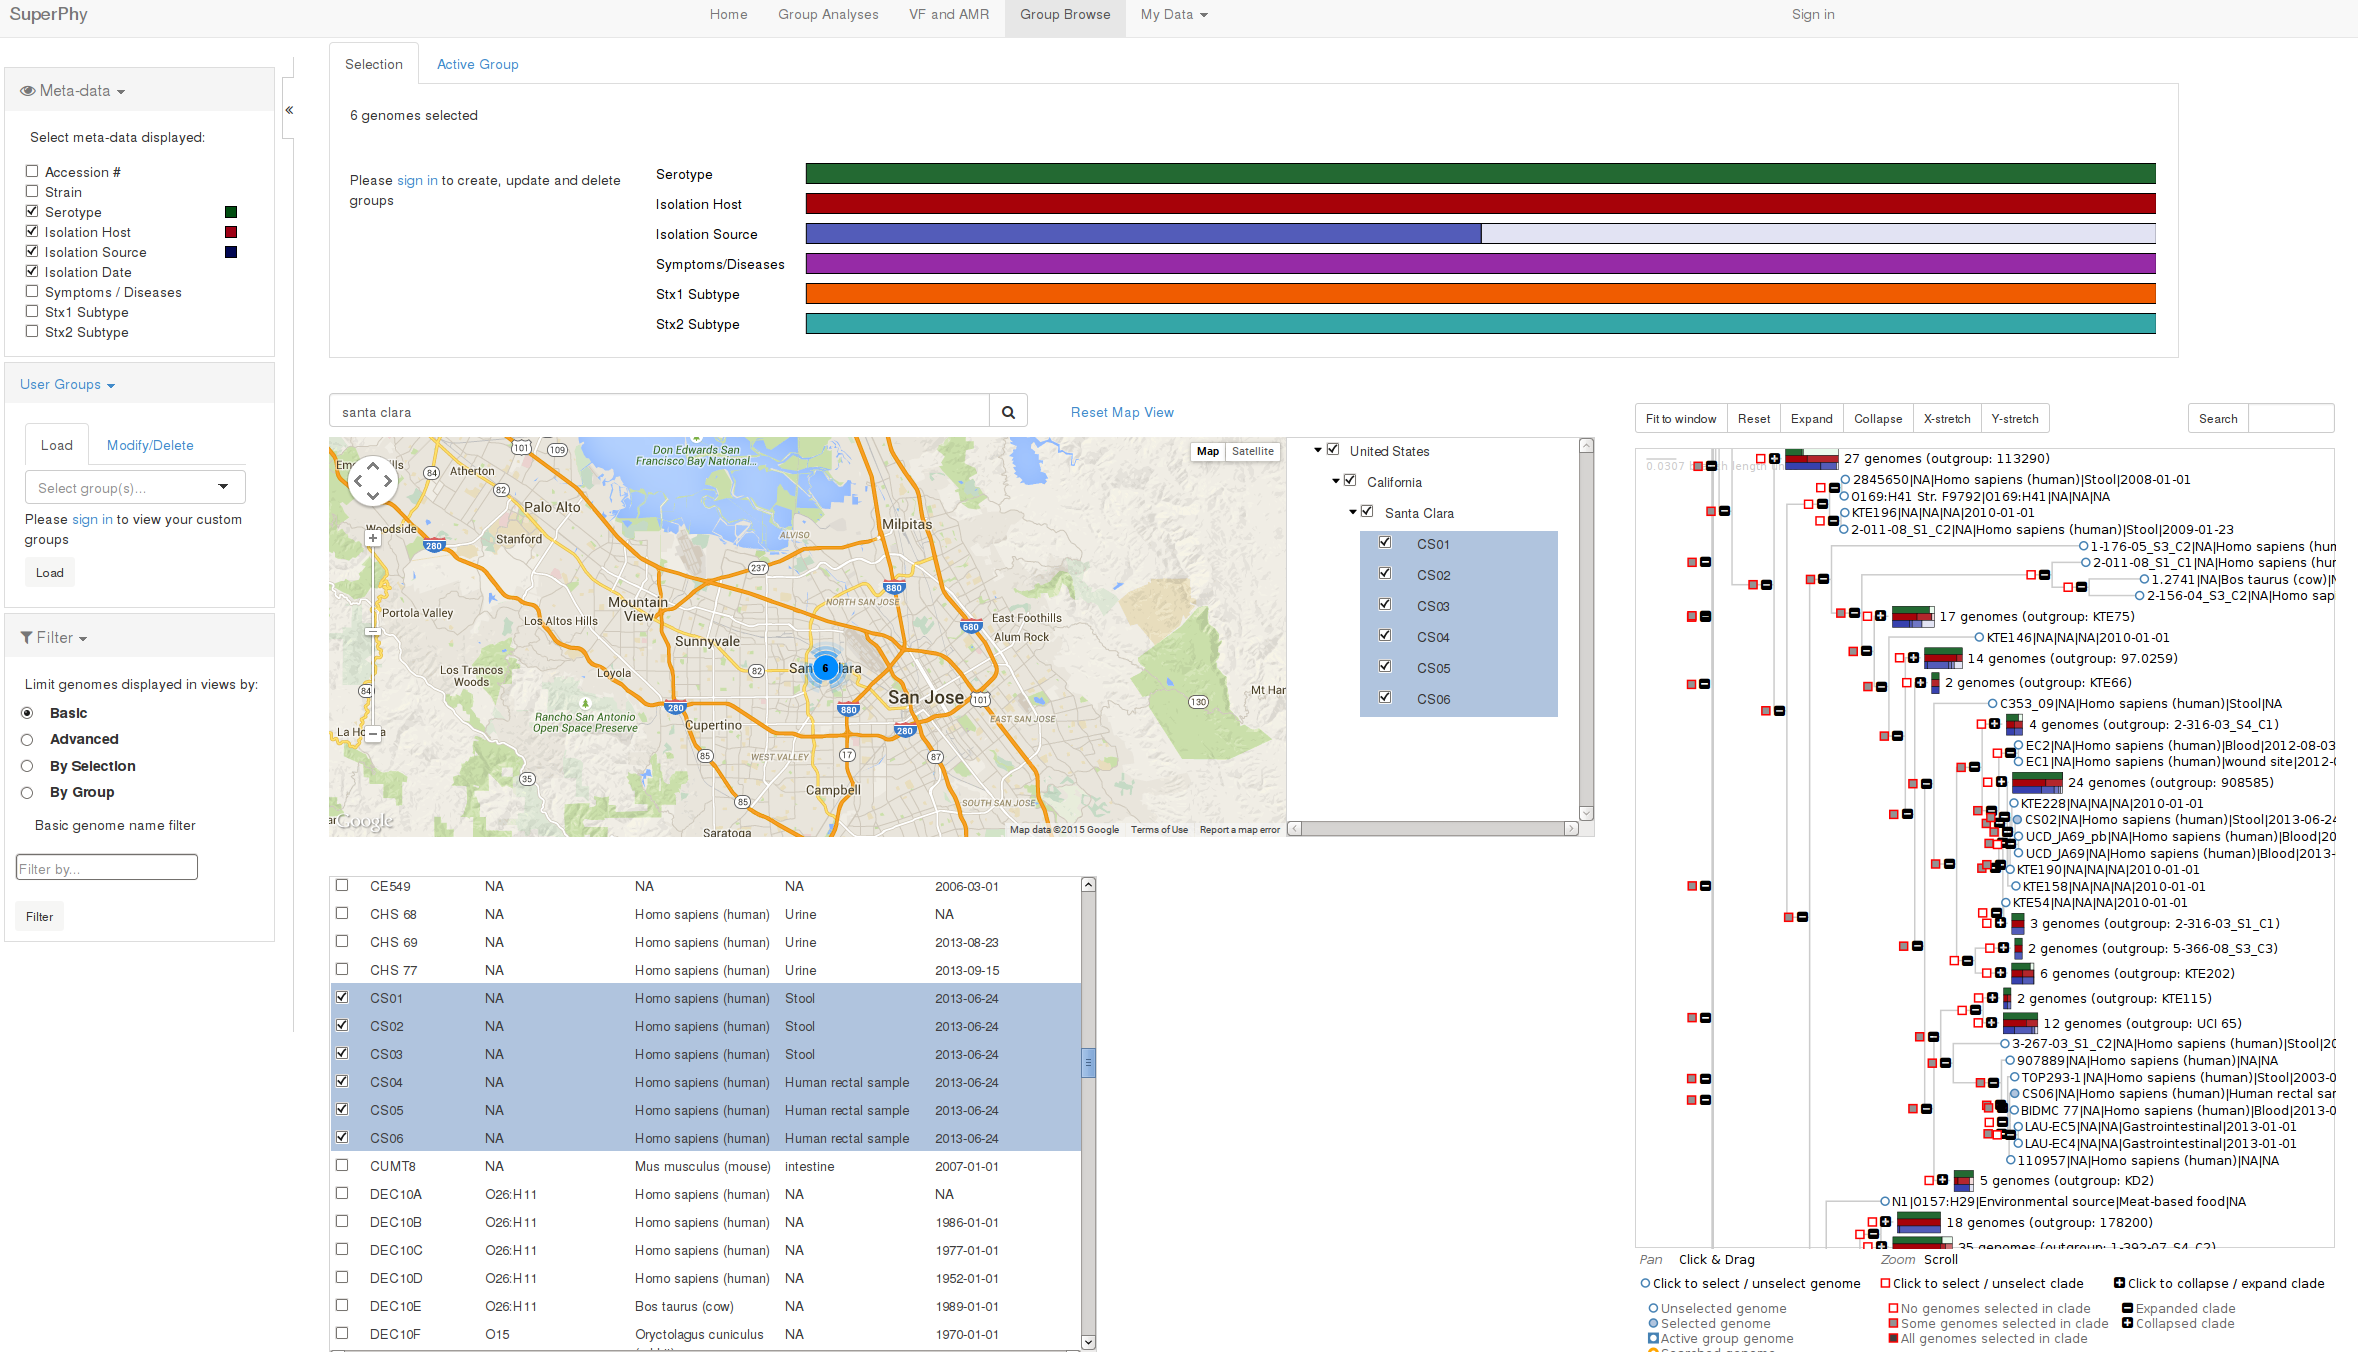 SuperPhy
Home Group Analyses VF and AMR Group Browse My Data Sign in
Meta-data
Select meta-data displayed:
Accession #
Strain
Serotype
Isolation Host
Isolation Source
Isolation Date
Symptoms / Diseases
Stx1 Subtype
Stx2 Subtype
User Groups
Load Modify/Delete
Select group(s)...
Please sign in to view your custom
groups
Load
Filter
Limit genomes displayed in views by:
Basic
Advanced
By Selection
By Group
Basic genome name filter
Filter by...
Filter
Selection Active Group
6 genomes selected
Please sign in to create, update and delete
groups
Serotype
Isolation Host
Isolation Source
Symptoms/Diseases
Stx1 Subtype
Stx2 Subtype
santa clara
Reset Map View
Map Satellite
Don Edwards San
Francisco Bay National...
101
109
84
Atherton
82
Palo Alto
Woodside
Stanford
280
Milpitas
ALVISO
237
880
Mountain
View
NORTH SAN JOSE
Portola Valley
Los Altos Hills
680
East Foothills
Alum Rock
Sunnyvale
Los Trancos
Woods
Loyola
82
6
84
San Jose
101
Mt Har
130
280
880
EAST SAN JOSE
Rancho San Antonio
Open Space Preserve
Cupertino
280
85
WEST VALLEY
17
87
35
Campbell
85
SOUTH SAN JOSE
Saratoga
Google
Map data ©2015 Google Terms of Use Report a map error
United States
California
Santa Clara
CS01
CS02
CS03
CS04
CS05
CS06
CE549 NA NA NA 2006-03-01
CHS 68 NA Homo sapiens (human) Urine NA
CHS 69 NA Homo sapiens (human) Urine 2013-08-23
CHS 77 NA Homo sapiens (human) Urine 2013-09-15
CS01 NA Homo sapiens (human) Stool 2013-06-24
CS02 NA Homo sapiens (human) Stool 2013-06-24
CS03 NA Homo sapiens (human) Stool 2013-06-24
CS04 NA Homo sapiens (human) Human rectal sample 2013-06-24
CS05 NA Homo sapiens (human) Human rectal sample 2013-06-24
CS06 NA Homo sapiens (human) Human rectal sample 2013-06-24
CUMT8 NA Mus musculus (mouse) intestine 2007-01-01
DEC10A O26:H11 Homo sapiens (human) NA NA
DEC10B O26:H11 Homo sapiens (human) NA 1986-01-01
DEC10C O26:H11 Homo sapiens (human) NA 1977-01-01
DEC10D O26:H11 Homo sapiens (human) NA 1952-01-01
DEC10E O26:H11 Bos taurus (cow) NA 1989-01-01
DEC10F O15 Oryctolagus cuniculus NA 1970-01-01
Fit to window Reset Expand Collapse X-stretch Y-stretch Search
27 genomes (outgroup: 113290)
2845650|NA|Homo sapiens (human)|Stool|2008-01-01
O169:H41 Str. F9792|O169:H41|NA|NA|NA
KTE196|NA|NA|NA|2010-01-01
2-011-08_S1_C2|NA|Homo sapiens (human)|Stool|2009-01-23
1-176-05_S3_C2|NA|Homo sapiens (hum
2-011-08_S1_C1|NA|Homo sapiens (hur
1.2741|NA|Bos taurus (cow)|N
2-156-04_S3_C2|NA|Homo sap
17 genomes (outgroup: KTE75)
KTE146|NA|NA|NA|2010-01-01
14 genomes (outgroup: 97.0259)
2 genomes (outgroup: KTE66)
C353_09|NA|Homo sapiens (human)|Stool|NA
4 genomes (outgroup: 2-316-03_S4_C1)
EC2|NA|Homo sapiens (human)|Blood|2012-08-03
EC1|NA|Homo sapiens (human)|wound site|2012-0
24 genomes (outgroup: 908585)
KTE228|NA|NA|NA|2010-01-01
CS02|NA|Homo sapiens (human)|Stool|2013-06-24
UCD_JA69_pb|NA|Homo sapiens (human)|Blood|20
UCD_JA69|NA|Homo sapiens (human)|Blood|2013-
KTE190|NA|NA|NA|2010-01-01
KTE158|NA|NA|NA|2010-01-01
KTE54|NA|NA|NA|2010-01-01
3 genomes (outgroup: 2-316-03_S1_C1)
2 genomes (outgroup: 5-366-08_S3_C3)
6 genomes (outgroup: KTE202)
2 genomes (outgroup: KTE115)
12 genomes (outgroup: UCI 65)
3-267-03_S1_C2|NA|Homo sapiens (human)|Stool|20
907889|NA|Homo sapiens (human)|NA|NA
TOP293-1|NA|Homo sapiens (human)|Stool|2003-0
CS06|NA|Homo sapiens (human)|Human rectal sar
BIDMC 77|NA|Homo sapiens (human)|Blood|2013-0
LAU-EC5|NA|NA|Gastrointestinal|2013-01-01
LAU-EC4|NA|NA|Gastrointestinal|2013-01-01
110957|NA|Homo sapiens (human)|NA|NA
5 genomes (outgroup: KD2)
N1|O157:H29|Environmental source|Meat-based food|NA
18 genomes (outgroup: 178200)
35 genomes (outgroup: 1-392-07_S4_C2)
Pan Click & Drag Zoom Scroll
Click to select / unselect genome Click to select / unselect clade Click to collapse / expand clade
Unselected genome No genomes selected in clade Expanded clade
Selected genome Some genomes selected in clade Collapsed clade
Active group genome All genomes selected in clade